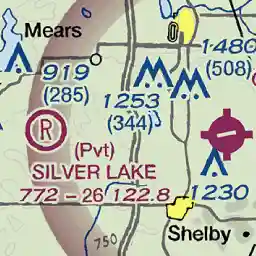 Mears
1480
(508)
919
(285)
1253
(344)
R
(Pvt)
SILVER LAKE
772 - 26 122.8
1230
Shelby
750